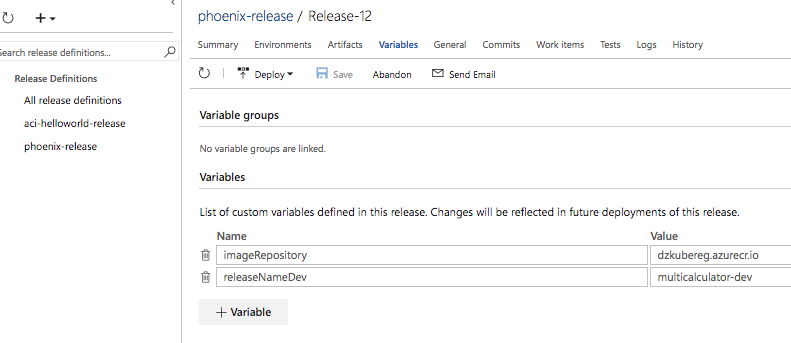 phoenix-release / Release-12
Summary Environments Artifacts Variables General Commits Work items Tests Logs History
Search release definitions...
Deploy Save Abandon Send Email
Release Definitions
All release definitions
aci-helloworld-release
phoenix-release
Variable groups
No variable groups are linked.
Variables
List of custom variables defined in this release. Changes will be reflected in future deployments of this release.
Name Value
imageRepository dzkubereg.azurecr.io
releaseNameDev multicalculator-dev
+ Variable